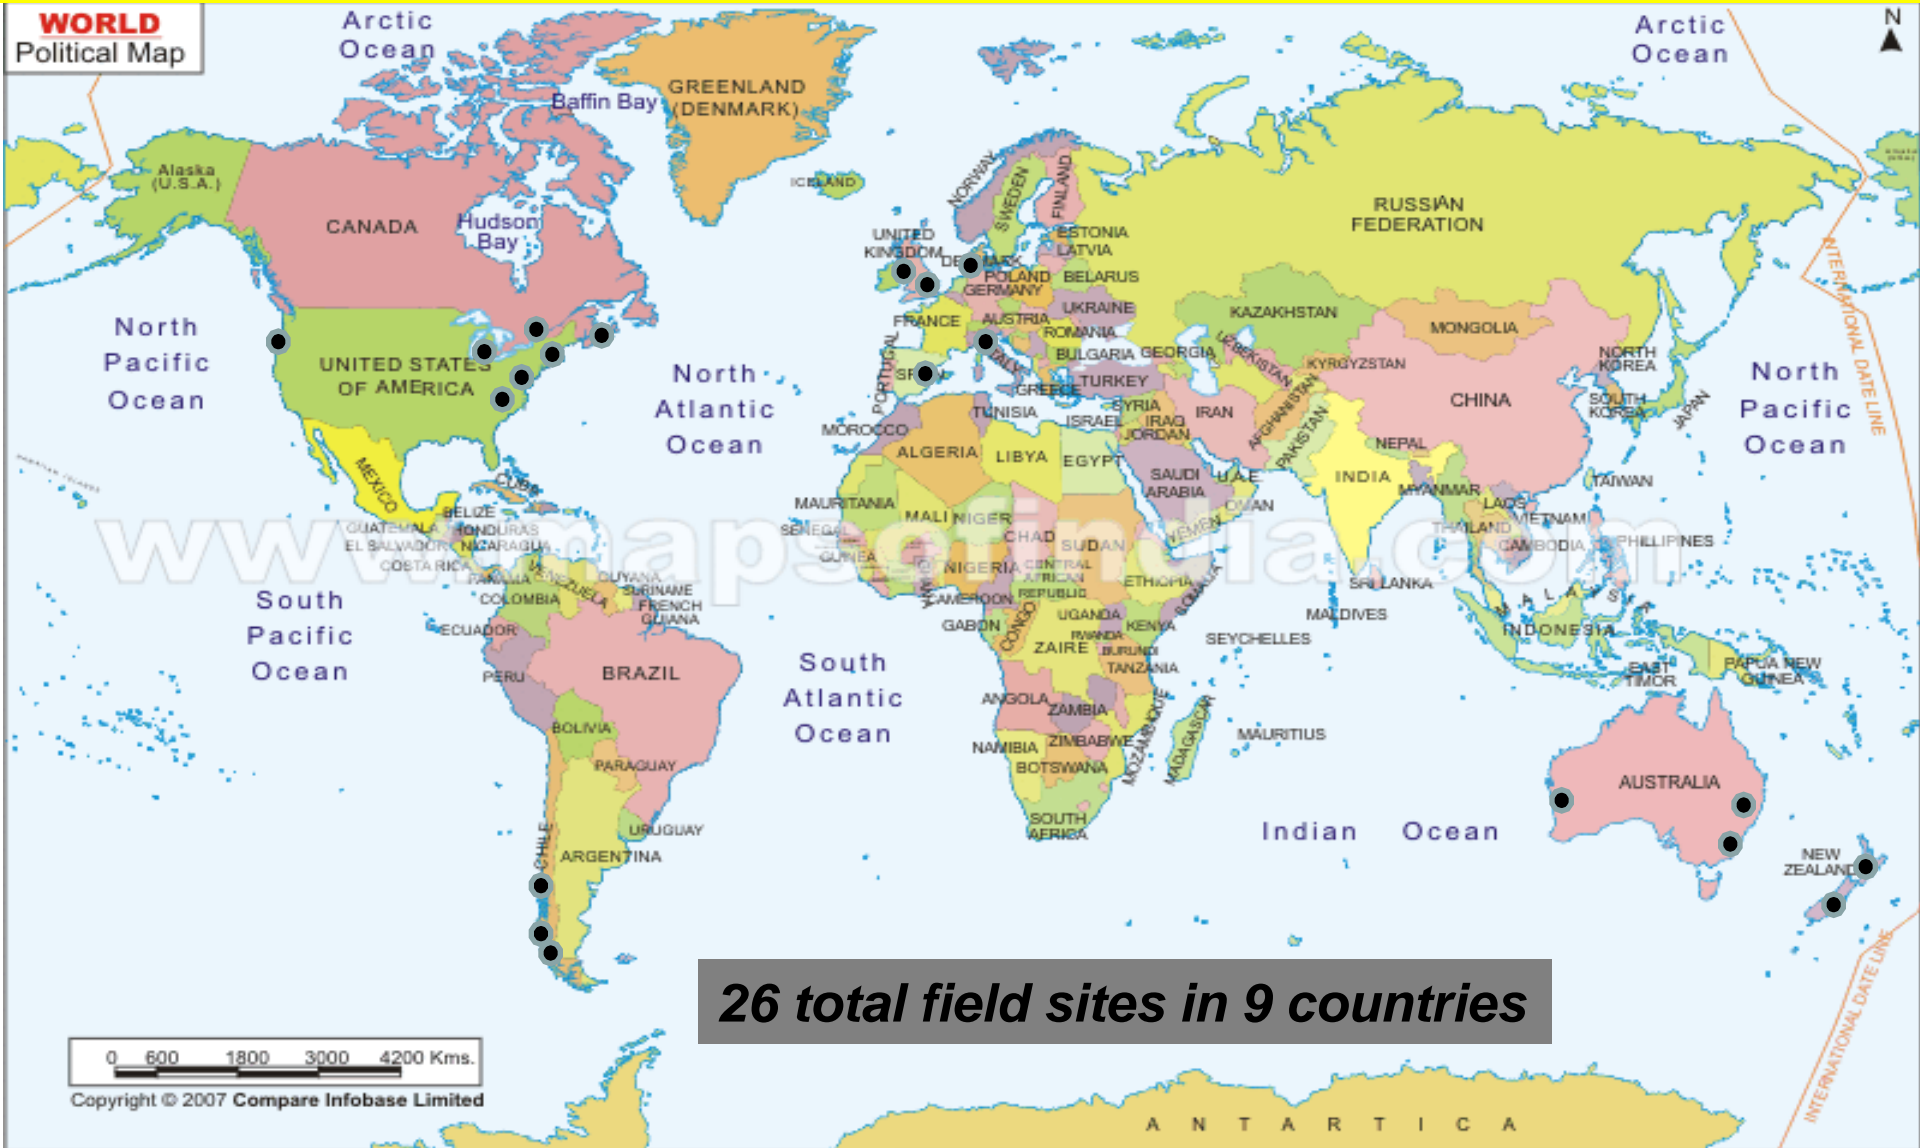 WORLD
Political Map
Arctic
Ocean
Arctic
Ocean
N
GREENLAND
(DENMARK)
Baffin Bay
Alaska
(U.S.A.)
ICELAND
NORWAY
SWEDEN
FINLAND
RUSSIAN
FEDERATION
CANADA
Hudson
Bay
UNITED
KINGDOM
ESTONIA
LATVIA
POLAND
BELARUS
GERMANY
UKRAINE
KAZAKHSTAN
MONGOLIA
INTERNATIONAL DATE LINE
North
Pacific
Ocean
FRANCE
AUSTRIA
ROMANIA
BULGARIA
GEORGIA
UZBEKISTAN
KYRGYZSTAN
NORTH
KOREA
UNITED STATES
OF AMERICA
North
Atlantic
Ocean
PORTUGAL
ITALY
GREECE
TURKEY
CHINA
SOUTH
KOREA
JAPAN
North
Pacific
Ocean
TUNISIA
SYRIA
ISRAEL
IRAQ
JORDAN
IRAN
AFGHANISTAN
PAKISTAN
NEPAL
MOROCCO
ALGERIA
LIBYA
EGYPT
SAUDI
ARABIA
U.A.E.
OMAN
INDIA
MYANMAR
LAOS
TAIWAN
MEXICO
CUBA
BELIZE
GUATEMALA
HONDURAS
EL SALVADOR
NICARAGUA
COSTA RICA
PANAMA
MAURITANIA
MALI
NIGER
CHAD
SUDAN
YEMEN
SENEGAL
GUINEA
NIGERIA
CENTRAL
AFRICAN
REPUBLIC
ETHIOPIA
SOMALIA
THAILAND
VIETNAM
CAMBODIA
PHILLIPINES
www.mapsofindia.com
SRI LANKA
MALDIVES
MALAYSIA
INDONESIA
VENEZUELA
GUYANA
SURINAME
FRENCH
GUIANA
COLOMBIA
ECUADOR
CAMEROON
GABON
CONGO
UGANDA
KENYA
RWANDA
BURUNDI
ZAIRE
TANZANIA
SEYCHELLES
EAST
TIMOR
PAPUA NEW
GUINEA
South
Pacific
Ocean
PERU
BRAZIL
South
Atlantic
Ocean
ANGOLA
ZAMBIA
MOZAMBIQUE
MADAGASCAR
MAURITIUS
BOLIVIA
NAMIBIA
ZIMBABWE
BOTSWANA
PARAGUAY
AUSTRALIA
SOUTH
AFRICA
URUGUAY
CHILE
ARGENTINA
Indian Ocean
NEW
ZEALAND
INTERNATIONAL DATE LINE
26 total field sites in 9 countries
0 600 1800 3000 4200 Kms.
Copyright © 2007 Compare Infobase Limited
ANTARTICA